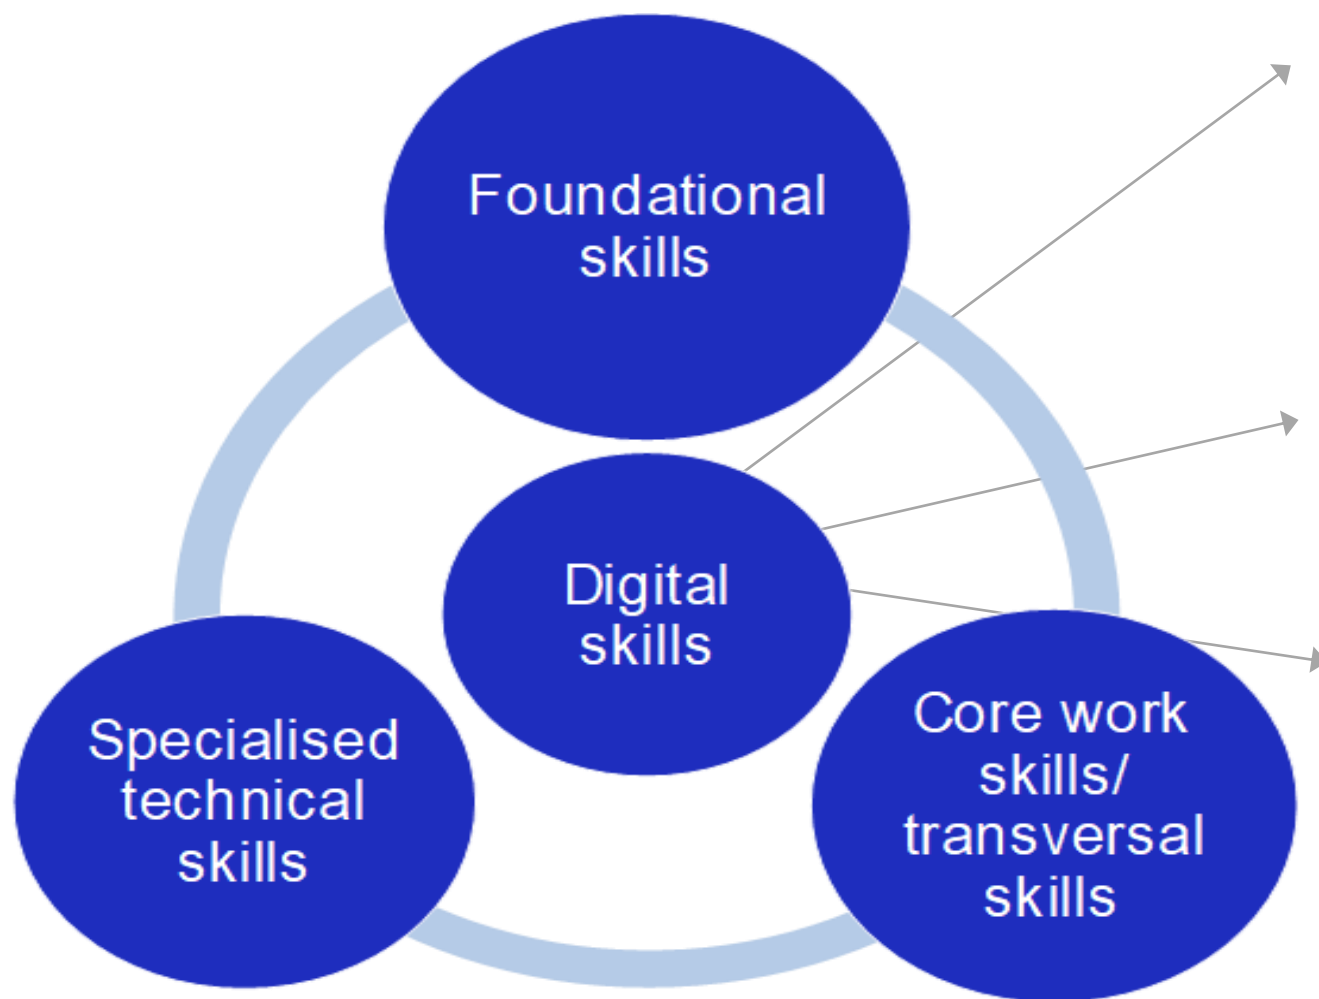 Foundational
skills
Digital
skills
Specialised
technical
skills
Core work
skills/
transversal
skills